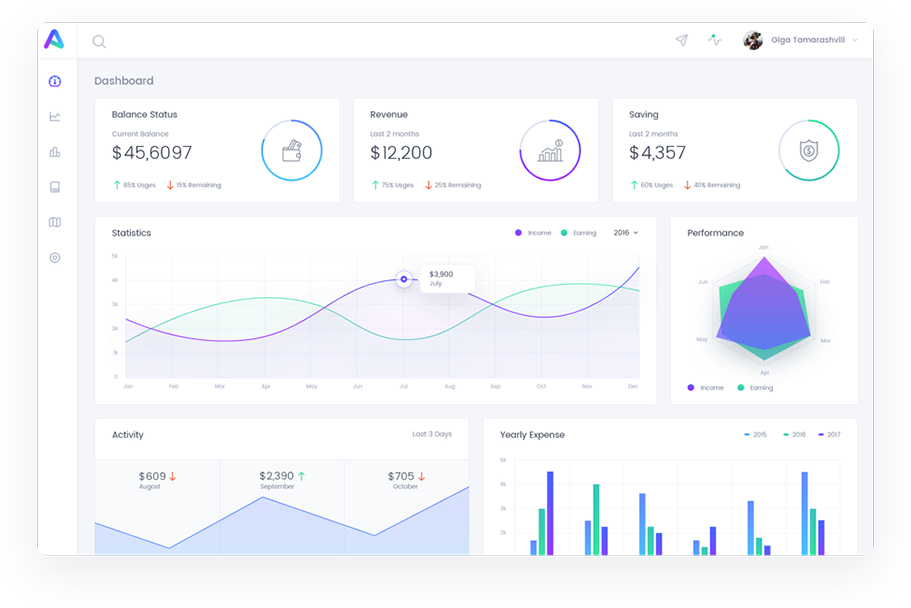 Giga Tamarashvili
Dashboard
Balance Status
Current Balance
$45,6097
85% Usges 15% Remaining
Revenue
Last 2 months
$12,200
75% Usges 25% Remaining
Saving
Last 2 months
$4,357
60% Usges 40% Remaining
Statistics
Income Earning 2016
5k
4k
3k
2k
1k
0
$3,900
July
Jan Feb Mar Apr May Jun Jul Aug Sep Oct Nov Dec
Performance
Jan
Jun Feb
May Mar
Apr
Income Earning
Activity
Last 3 Days
$609 $2,390 $705
August September October
Yearly Expense
2015 2016 2017
5k
4k
3k
2k